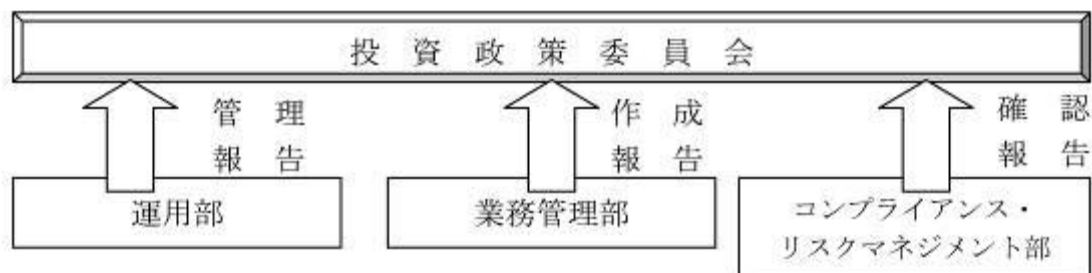 投資政策委員会
管理
報告
作成
報告
確認
報告
運用部
業務管理部
コンプライアンス・
リスクマネジメント部